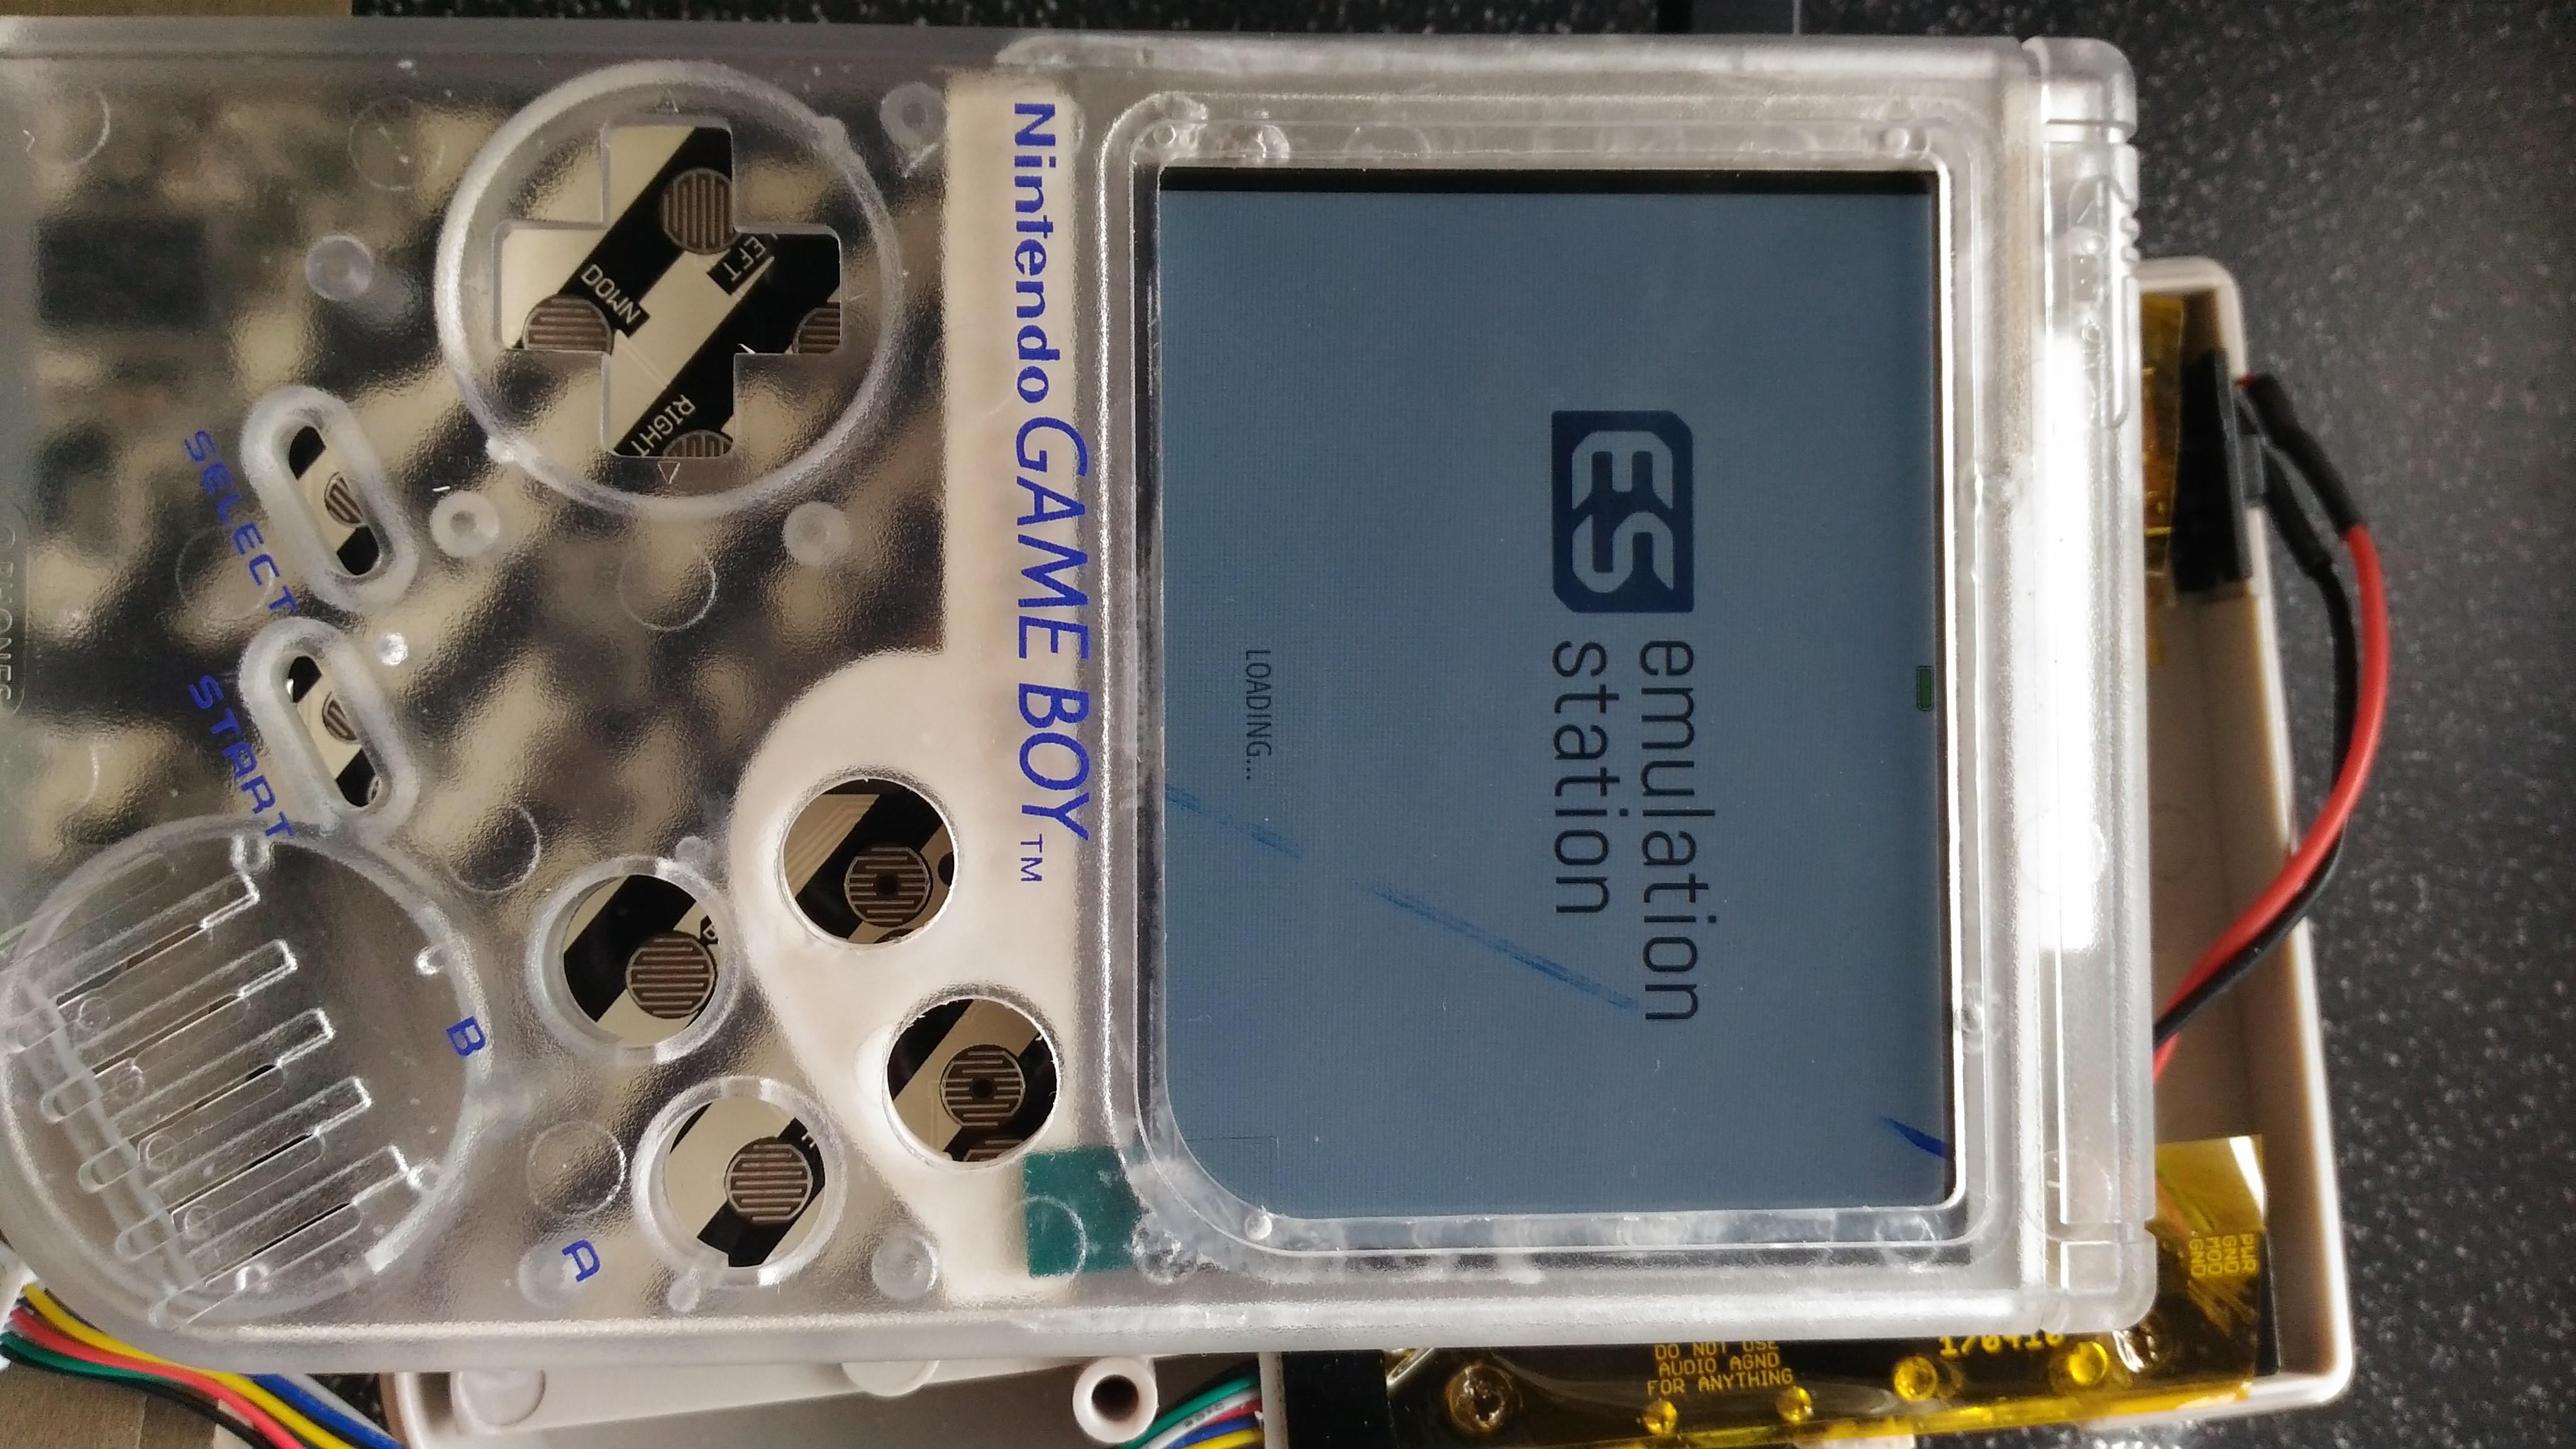 ES
emulation
station
LOADING...
Nintendo GAME BOY TM
LEFT
DOWN
RIGHT
SELECT
START
B
A
PWR
GND
MOD
GND
DO NOT USE
AUDIO AGND
FOR ANYTHING